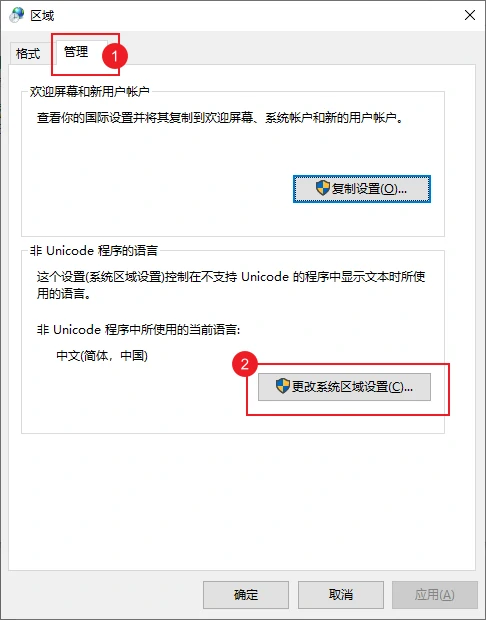 区域
格式
管理
1
欢迎屏幕和新用户帐户
查看你的国际设置并将其复制到欢迎屏幕、系统帐户和新的用户帐户。
复制设置(O)...
非 Unicode 程序的语言
这个设置(系统区域设置)控制在不支持 Unicode 的程序中显示文本时所使
用的语言。
非 Unicode 程序中所使用的当前语言:
中文(简体，中国)
2
更改系统区域设置(C)...
确定
取消
应用(A)